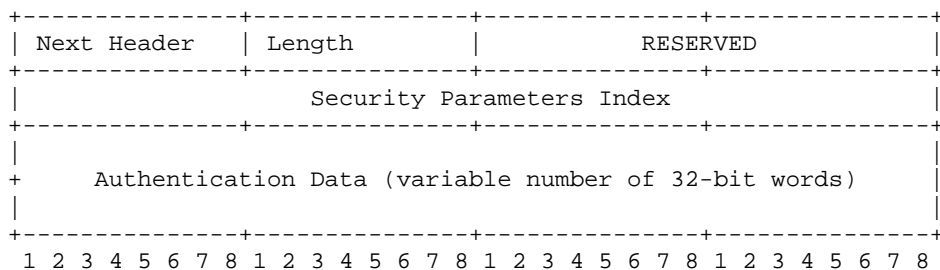 +---------------+---------------+---------------+---------------+
| Next Header   | Length        |           RESERVED            |
+---------------+---------------+---------------+---------------+
|                    Security Parameters Index                  |
+---------------+---------------+---------------+---------------+
|                                                               |
+     Authentication Data (variable number of 32-bit words)     |
|                                                               |
+---------------+---------------+---------------+---------------+
 1 2 3 4 5 6 7 8 1 2 3 4 5 6 7 8 1 2 3 4 5 6 7 8 1 2 3 4 5 6 7 8